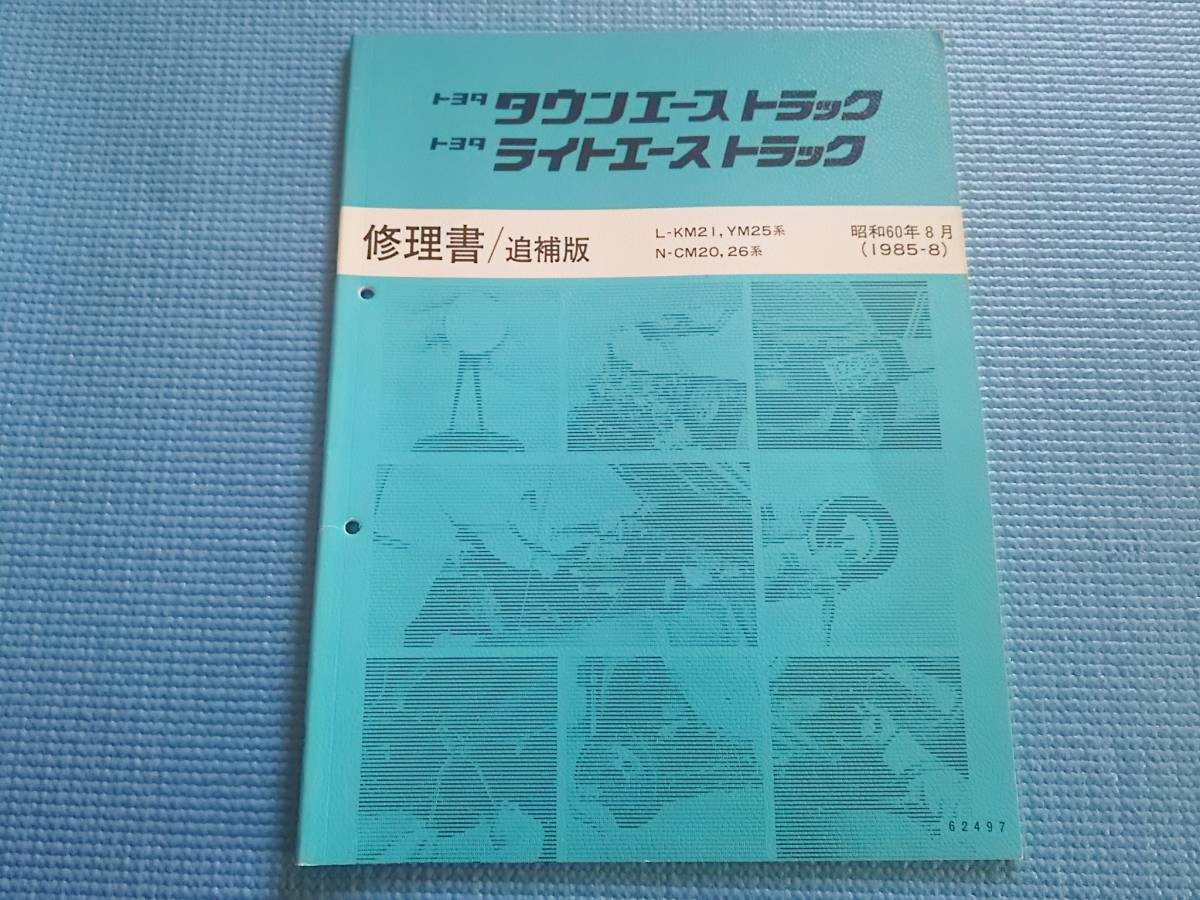 トヨタ タウンエーストラック
トヨタ ライトエーストラック
修理書/追補版
L-KM21, YM25系
N-CM20, 26系
昭和60年8月
(1985-8)
62497